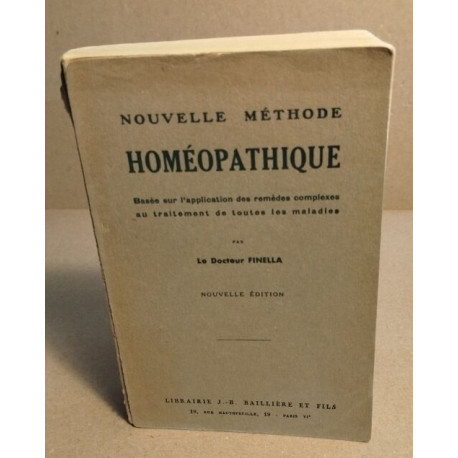 NOUVELLE MÉTHODE
HOMÉOPATHIQUE
Basée sur l'application des remèdes complexes
au traitement de toutes les maladies
PAR
Le Docteur FINELLA
NOUVELLE ÉDITION
LIBRAIRIE J.-B. BAILLIÈRE ET FILS
19, RUE HAUTEFEUILLE, 19 - PARIS VIe